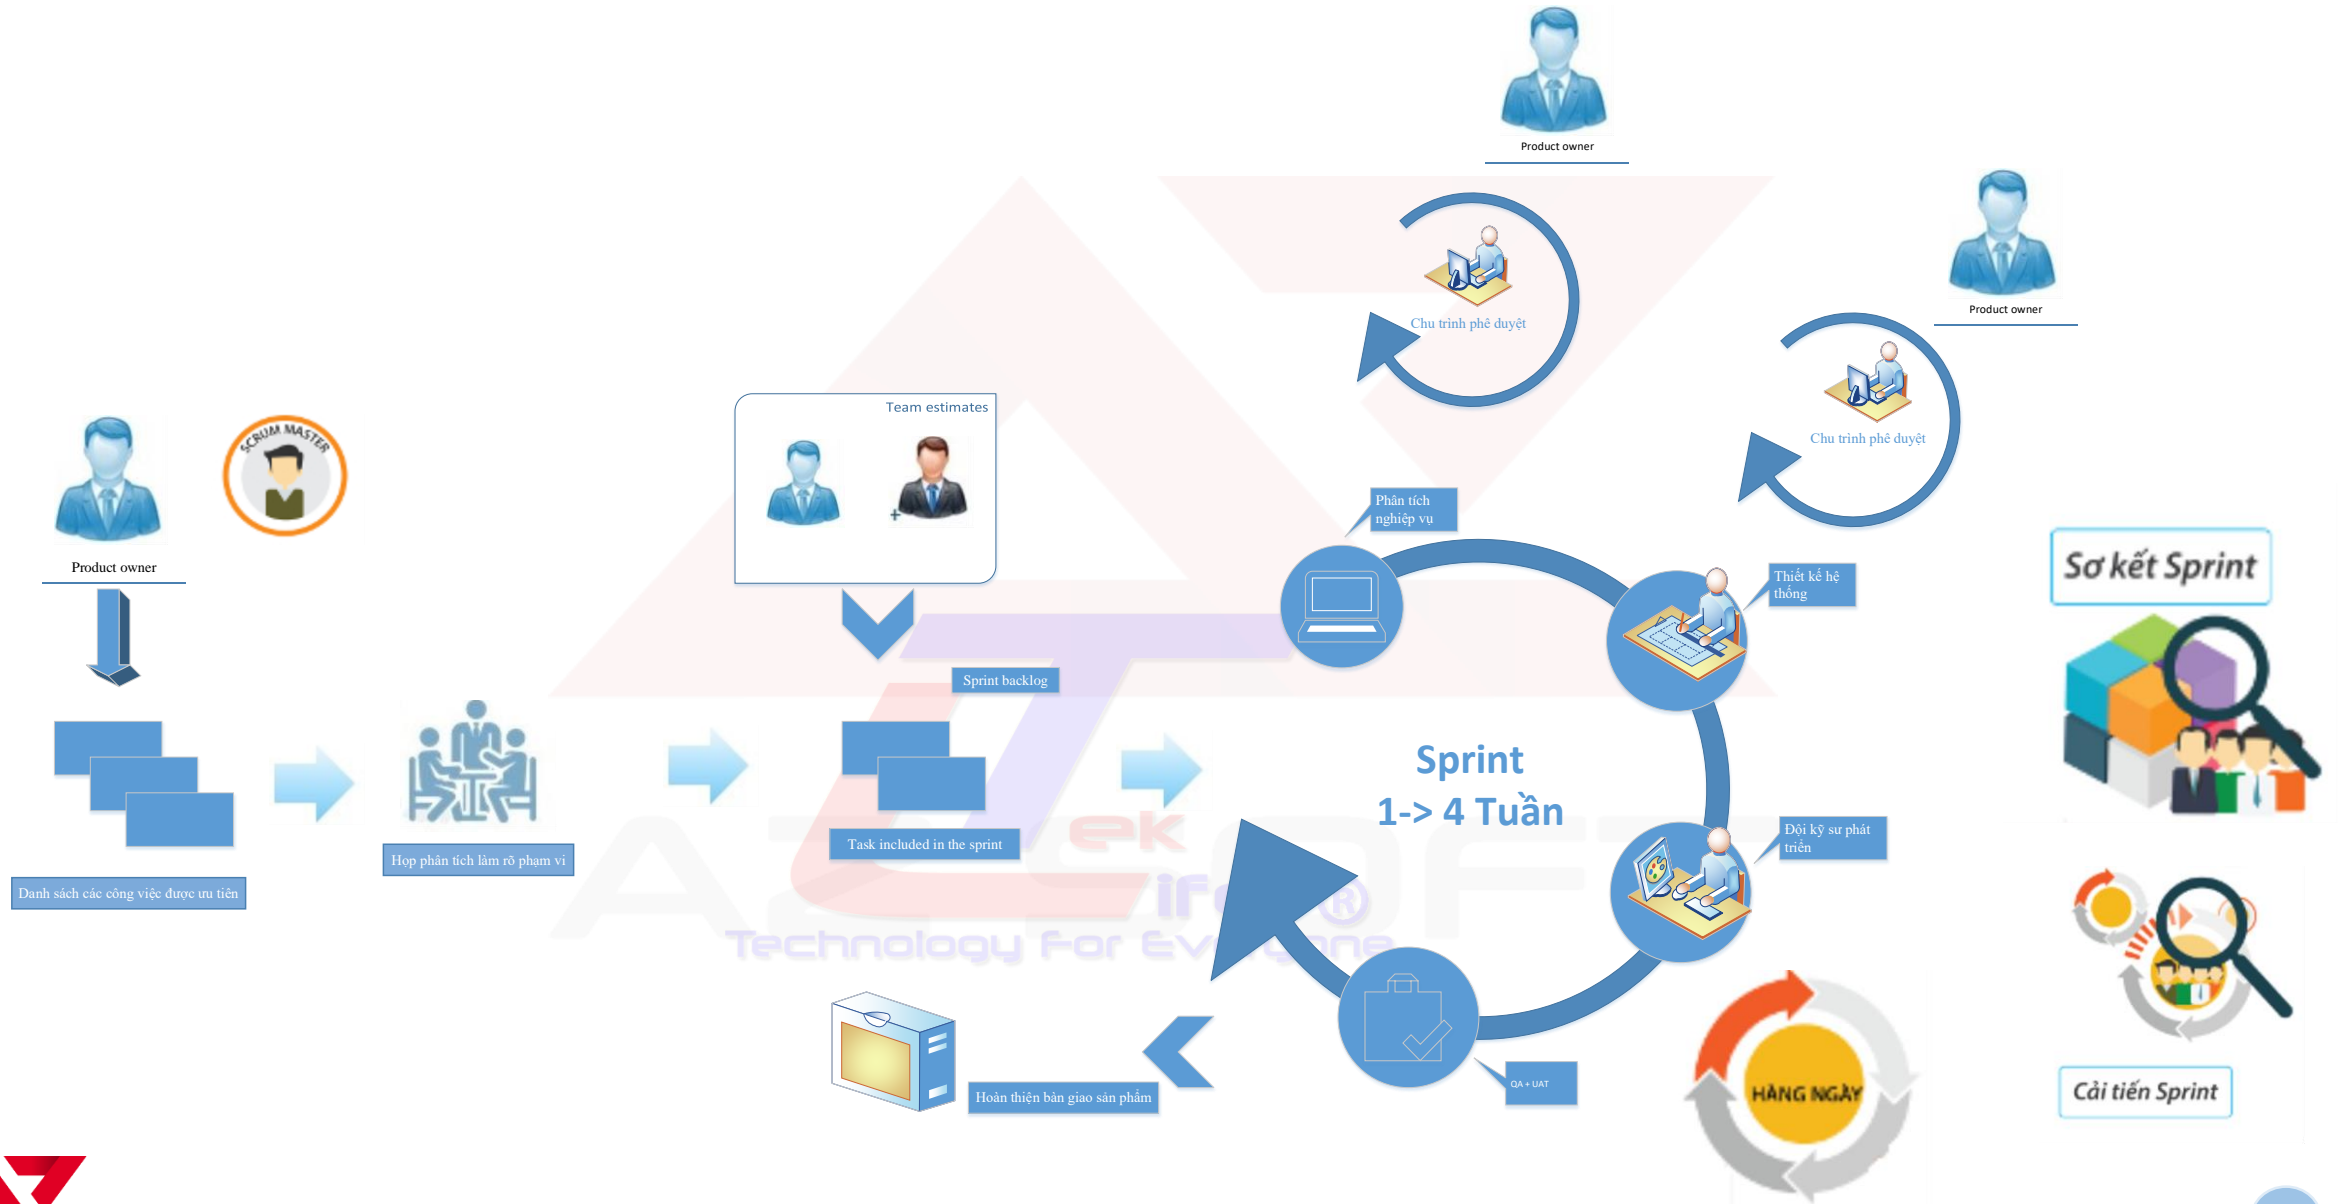 Product owner
Product owner
Chu trình phê duyệt
Chu trình phê duyệt
Team estimates
SCRUM MASTER
Product owner
Phân tích
nghiệp vụ
Thiết kế hệ
thống
Sơ kết Sprint
Sprint backlog
Sprint
1-> 4 Tuần
Task included in the sprint
Họp phân tích làm rõ phạm vi
Danh sách các công việc được ưu tiên
Đội kỹ sư phát
triển
AZSOFT
Tek
Technology For Everyone
Hoàn thiện bàn giao sản phẩm
QA + UAT
HÀNG NGÀY
Cải tiến Sprint